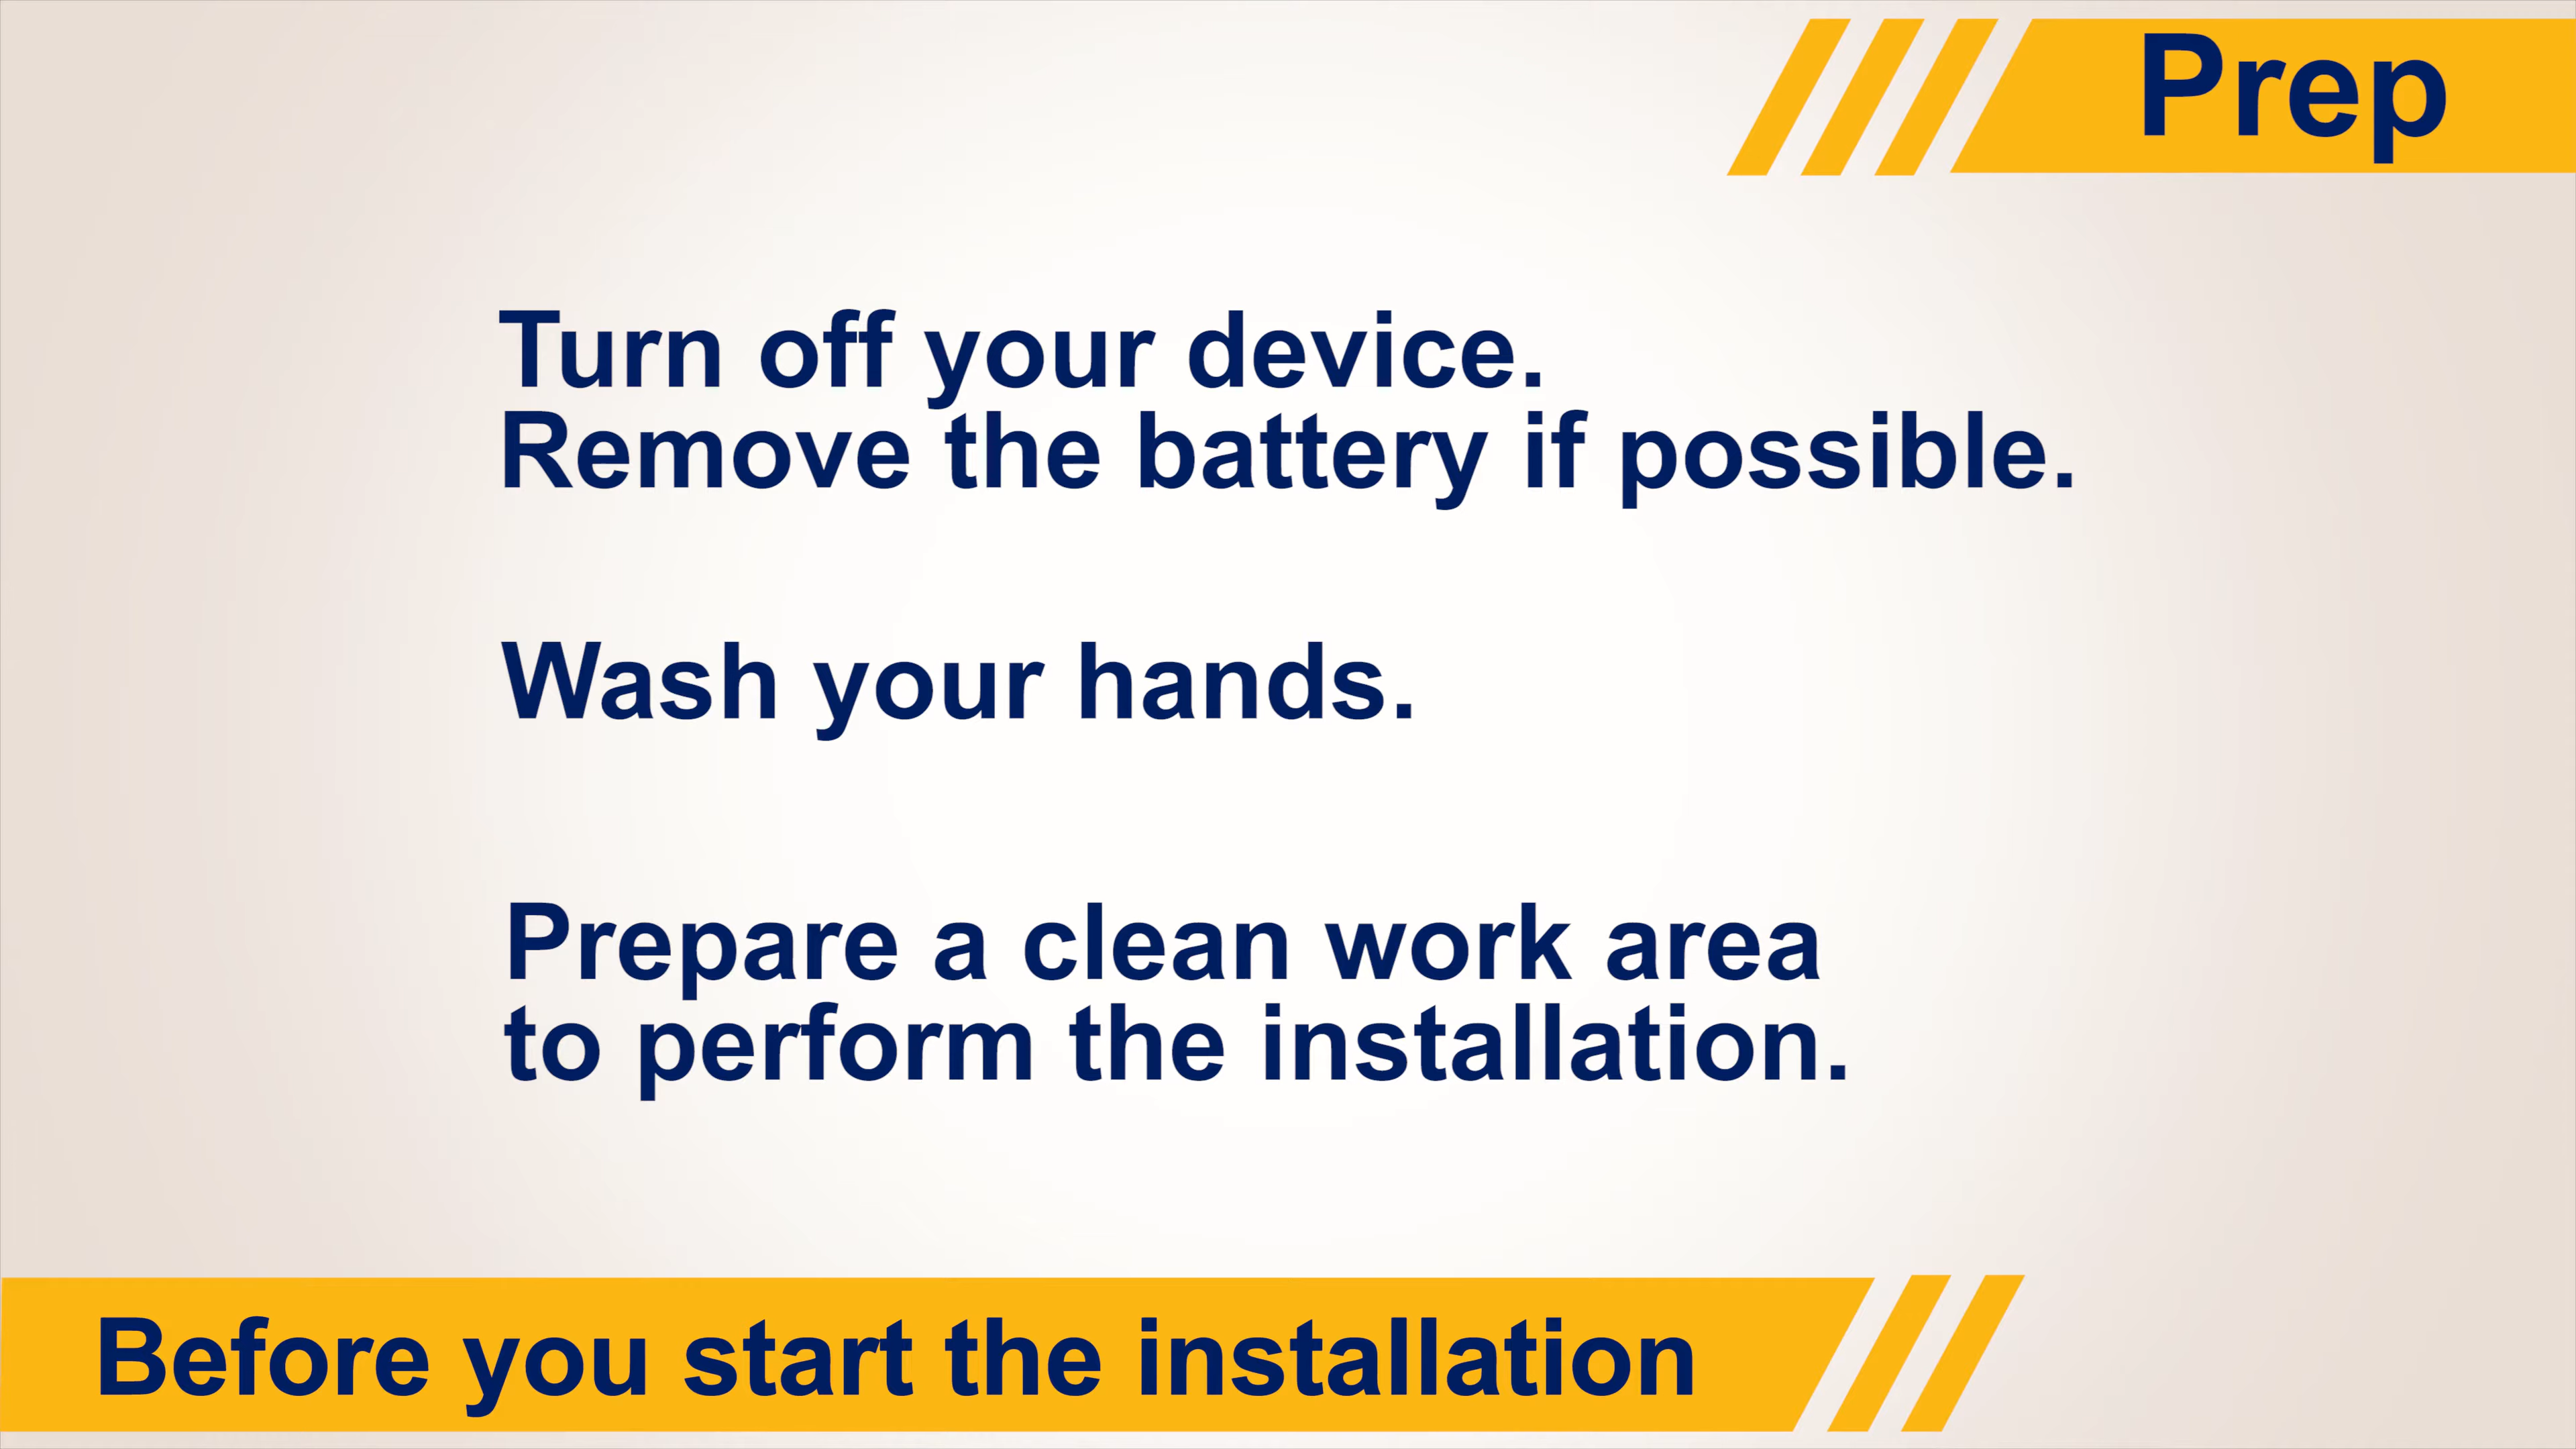 Prep
Turn off your device.
Remove the battery if possible.
Wash your hands.
Prepare a clean work area
to perform the installation.
Before you start the installation